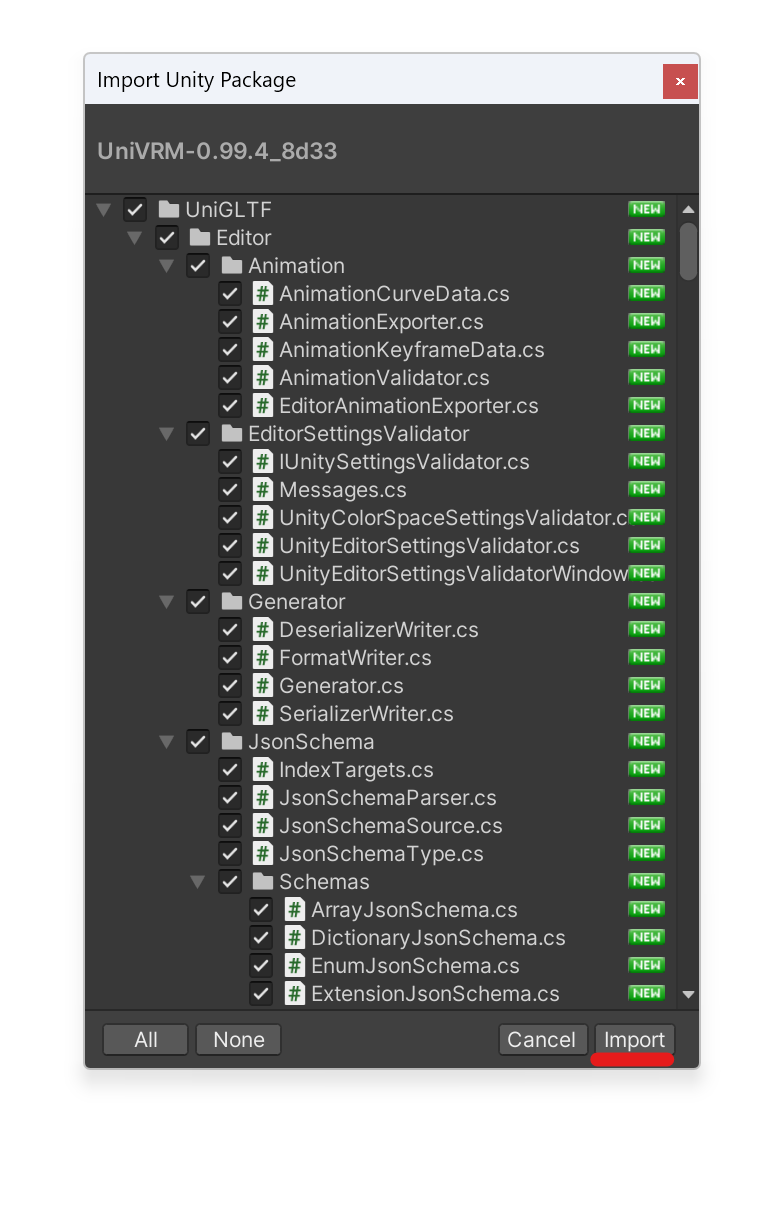 Import Unity Package
UniVRM-0.99.4_8d33
UniGLTF NEW
Editor NEW
Animation NEW
# AnimationCurveData.cs NEW
# AnimationExporter.cs NEW
# AnimationKeyframeData.cs NEW
# AnimationValidator.cs NEW
# EditorAnimationExporter.cs NEW
EditorSettingsValidator NEW
# IUnitySettingsValidator.cs NEW
# Messages.cs NEW
# UnityColorSpaceSettingsValidator.c NEW
# UnityEditorSettingsValidator.cs NEW
# UnityEditorSettingsValidatorWindow NEW
Generator NEW
# DeserializerWriter.cs NEW
# FormatWriter.cs NEW
# Generator.cs NEW
# SerializerWriter.cs NEW
JsonSchema NEW
# IndexTargets.cs NEW
# JsonSchemaParser.cs NEW
# JsonSchemaSource.cs NEW
# JsonSchemaType.cs NEW
Schemas NEW
# ArrayJsonSchema.cs NEW
# DictionaryJsonSchema.cs NEW
# EnumJsonSchema.cs NEW
# ExtensionJsonSchema.cs NEW
All None Cancel Import